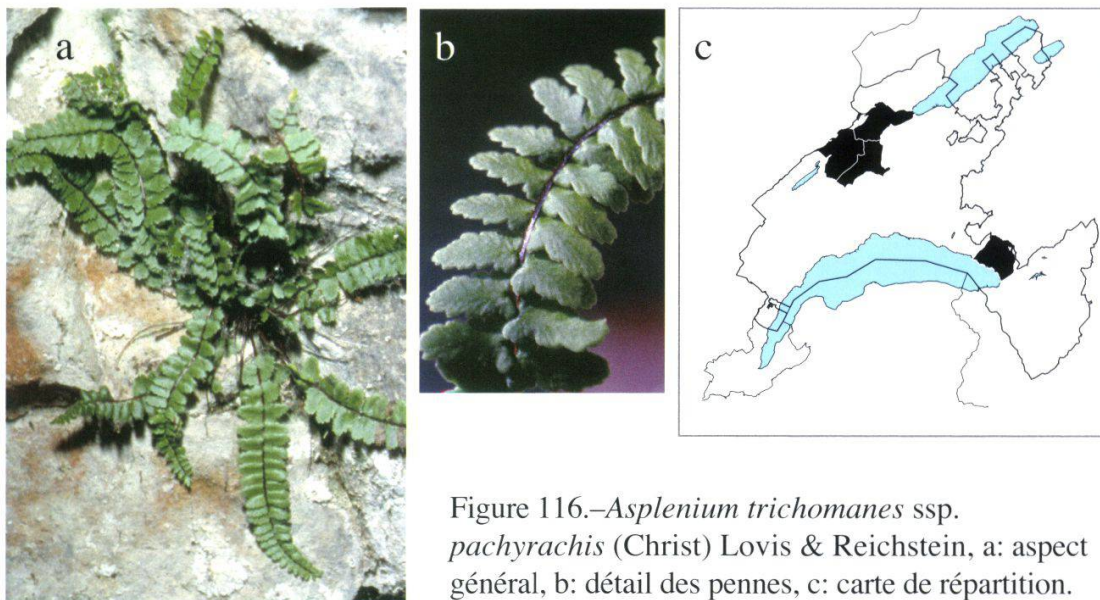 a
b
c
Figure 116.–Asplenium trichomanes ssp.
pachyrachis (Christ) Lovis & Reichstein, a: aspect
général, b: détail des pennes, c: carte de répartition.